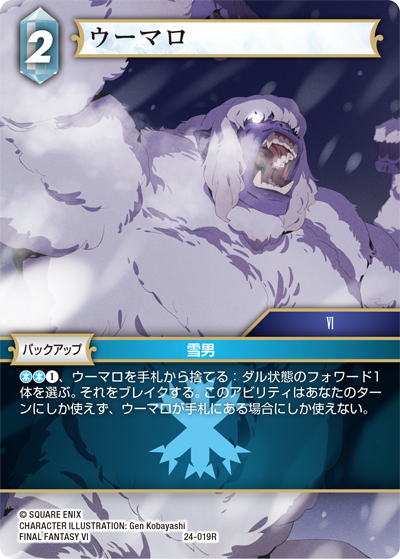 2
ウーマロ
VI
バックアップ
雪男
❄❄❶、ウーマロを手札から捨てる：ダル状態のフォワード1
体を選ぶ。それをブレイクする。このアビリティはあなたのター
ンにしか使えず、ウーマロが手札にある場合にしか使えない。
© SQUARE ENIX
CHARACTER ILLUSTRATION: Gen Kobayashi
FINAL FANTASY VI
24-019R